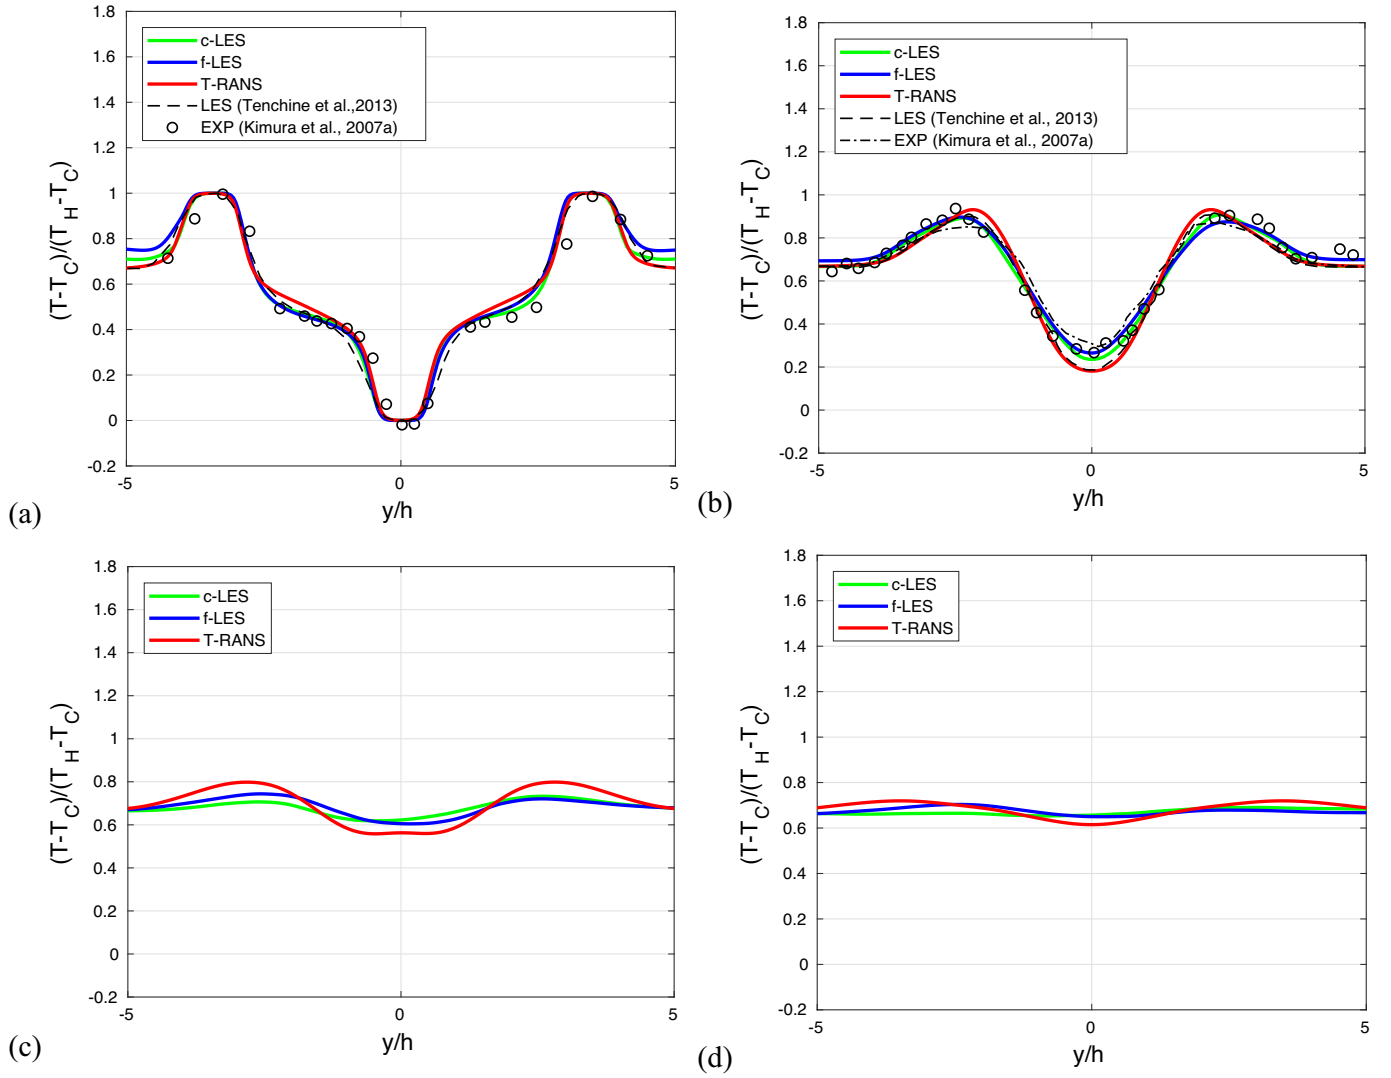 1.8
1.6
1.4
1.2
1
0.8
0.6
0.4
0.2
0
-0.2
-5
0
5
y/h
(T-T_C)/(T_H-T_C)
c-LES
f-LES
T-RANS
LES (Tenchine et al.,2013)
EXP (Kimura et al., 2007a)
(a)
1.8
1.6
1.4
1.2
1
0.8
0.6
0.4
0.2
0
-0.2
-5
0
5
y/h
(T-T_C)/(T_H-T_C)
c-LES
f-LES
T-RANS
LES (Tenchine et al., 2013)
EXP (Kimura et al., 2007a)
(b)
1.8
1.6
1.4
1.2
1
0.8
0.6
0.4
0.2
0
-0.2
-5
0
5
y/h
(T-T_C)/(T_H-T_C)
c-LES
f-LES
T-RANS
(c)
1.8
1.6
1.4
1.2
1
0.8
0.6
0.4
0.2
0
-0.2
-5
0
5
y/h
(T-T_C)/(T_H-T_C)
c-LES
f-LES
T-RANS
(d)